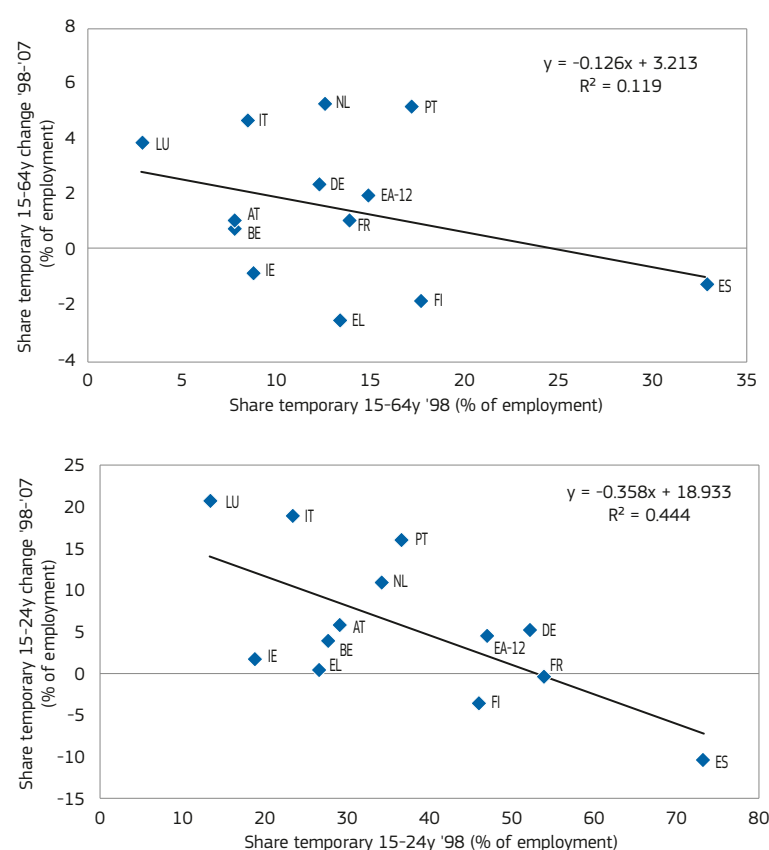 8
6
4
2
0
-2
-4
Share temporary 15-64y change '98-'07
(% of employment)
y = -0.126x + 3.213
R² = 0.119
NL
PT
IT
LU
DE
EA-12
AT
FR
BE
IE
ES
FI
EL
0 5 10 15 20 25 30 35
Share temporary 15-64y '98 (% of employment)
25
20
15
10
5
0
-5
-10
-15
Share temporary 15-24y change '98-'07
(% of employment)
y = -0.358x + 18.933
R² = 0.444
LU
IT
PT
NL
AT
DE
BE
EA-12
IE
EL
FR
FI
ES
0 10 20 30 40 50 60 70 80
Share temporary 15-24y '98 (% of employment)